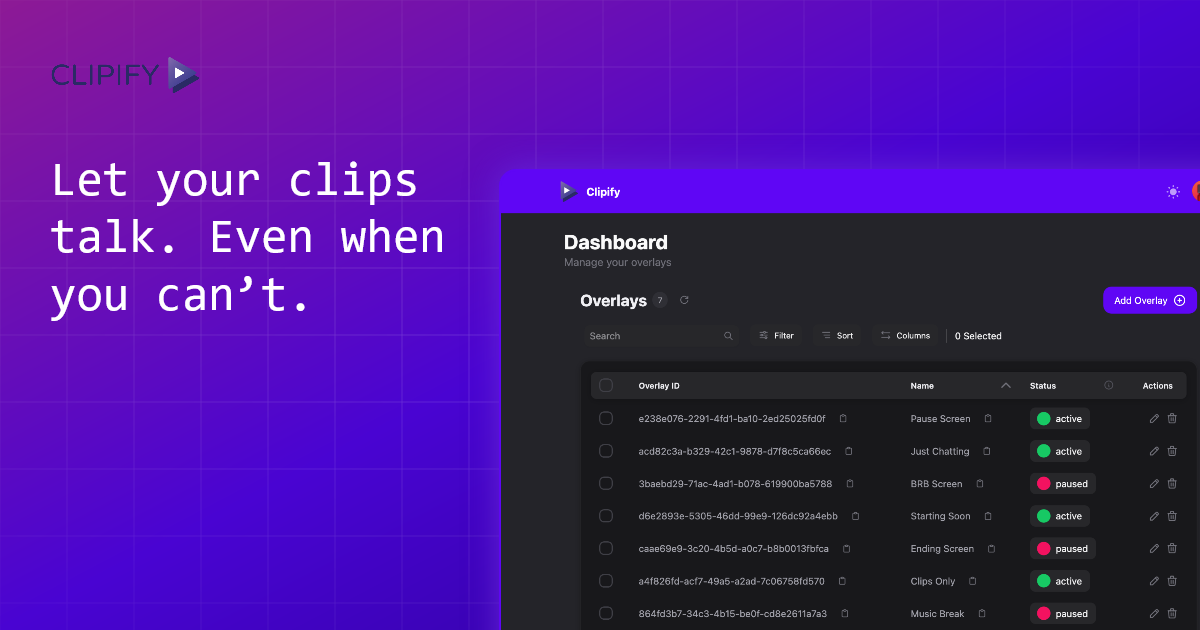 CLIPIFY
Let your clips
talk. Even when
you can’t.
Clipify
Dashboard
Manage your overlays
Overlays 7
Add Overlay
Search Filter Sort Columns 0 Selected
Overlay ID Name Status Actions
e238e076-2291-4fd1-ba10-2ed25025fd0f Pause Screen active
acd82c3a-b329-42c1-9878-d7f8c5ca66ec Just Chatting active
3baebd29-71ac-4ad1-b078-619900ba5788 BRB Screen paused
d6e2893e-5305-46dd-99e9-126dc92a4ebb Starting Soon active
caae69e9-3c20-4b5d-a0c7-b8b0013fbfca Ending Screen paused
a4f826fd-acf7-49a5-a2ad-7c06758fd570 Clips Only active
864fd3b7-34c3-4b15-be0f-cd8e2611a7a3 Music Break paused